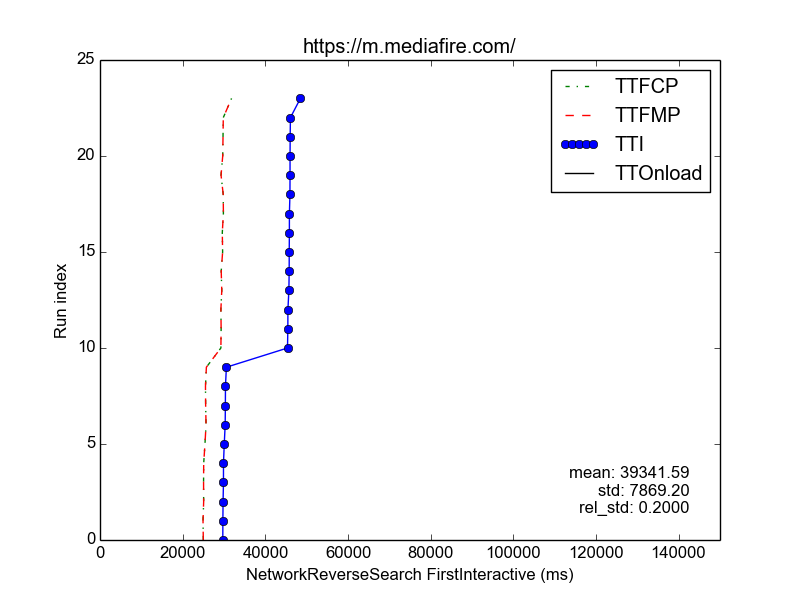 https://m.mediafire.com/
25
20
15
10
5
0
Run index
TTFCP
TTFMP
TTI
TTOnload
mean: 39341.59
std: 7869.20
rel_std: 0.2000
0 20000 40000 60000 80000 100000 120000 140000
NetworkReverseSearch FirstInteractive (ms)